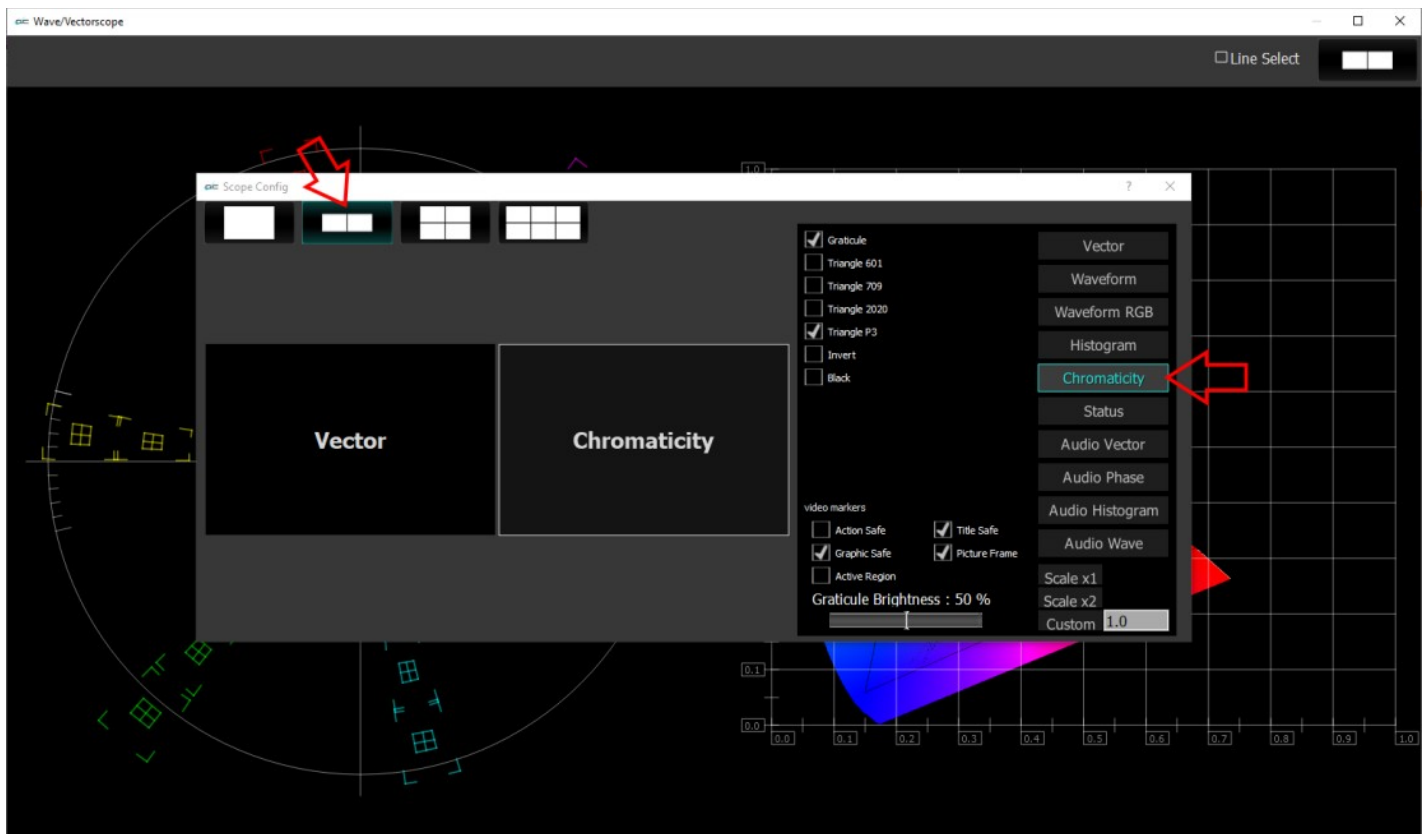 Wave/Vectorscope
Line Select
1.0
Scope Config
?
Graticule
Triangle 601
Triangle 709
Triangle 2020
Triangle P3
Invert
Black
Vector
Waveform
Waveform RGB
Histogram
Chromaticity
Status
Audio Vector
Audio Phase
Audio Histogram
Audio Wave
Vector
Chromaticity
video markers
Action Safe
Title Safe
Graphic Safe
Picture Frame
Active Region
Graticule Brightness : 50 %
Scale x1
Scale x2
Custom
1.0
0.1
0.0
0.0 0.1 0.2 0.3 0.4 0.5 0.6 0.7 0.8 0.9 1.0